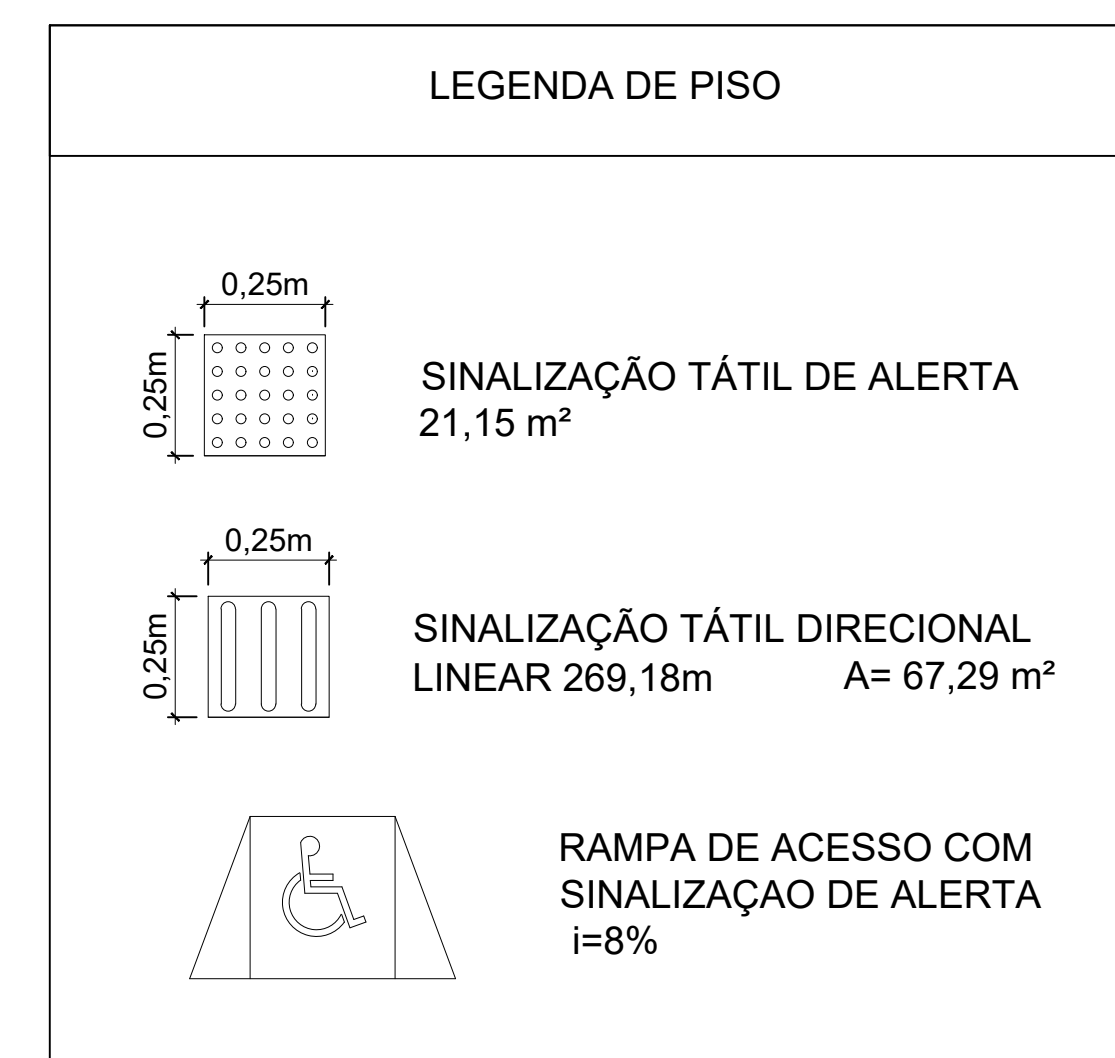 LEGENDA DE PISO
0,25m
0,25m
SINALIZAÇÃO TÁTIL DE ALERTA
21,15 m²
0,25m
0,25m
SINALIZAÇÃO TÁTIL DIRECIONAL
LINEAR 269,18m A= 67,29 m²
RAMPA DE ACESSO COM
SINALIZAÇAO DE ALERTA
i=8%